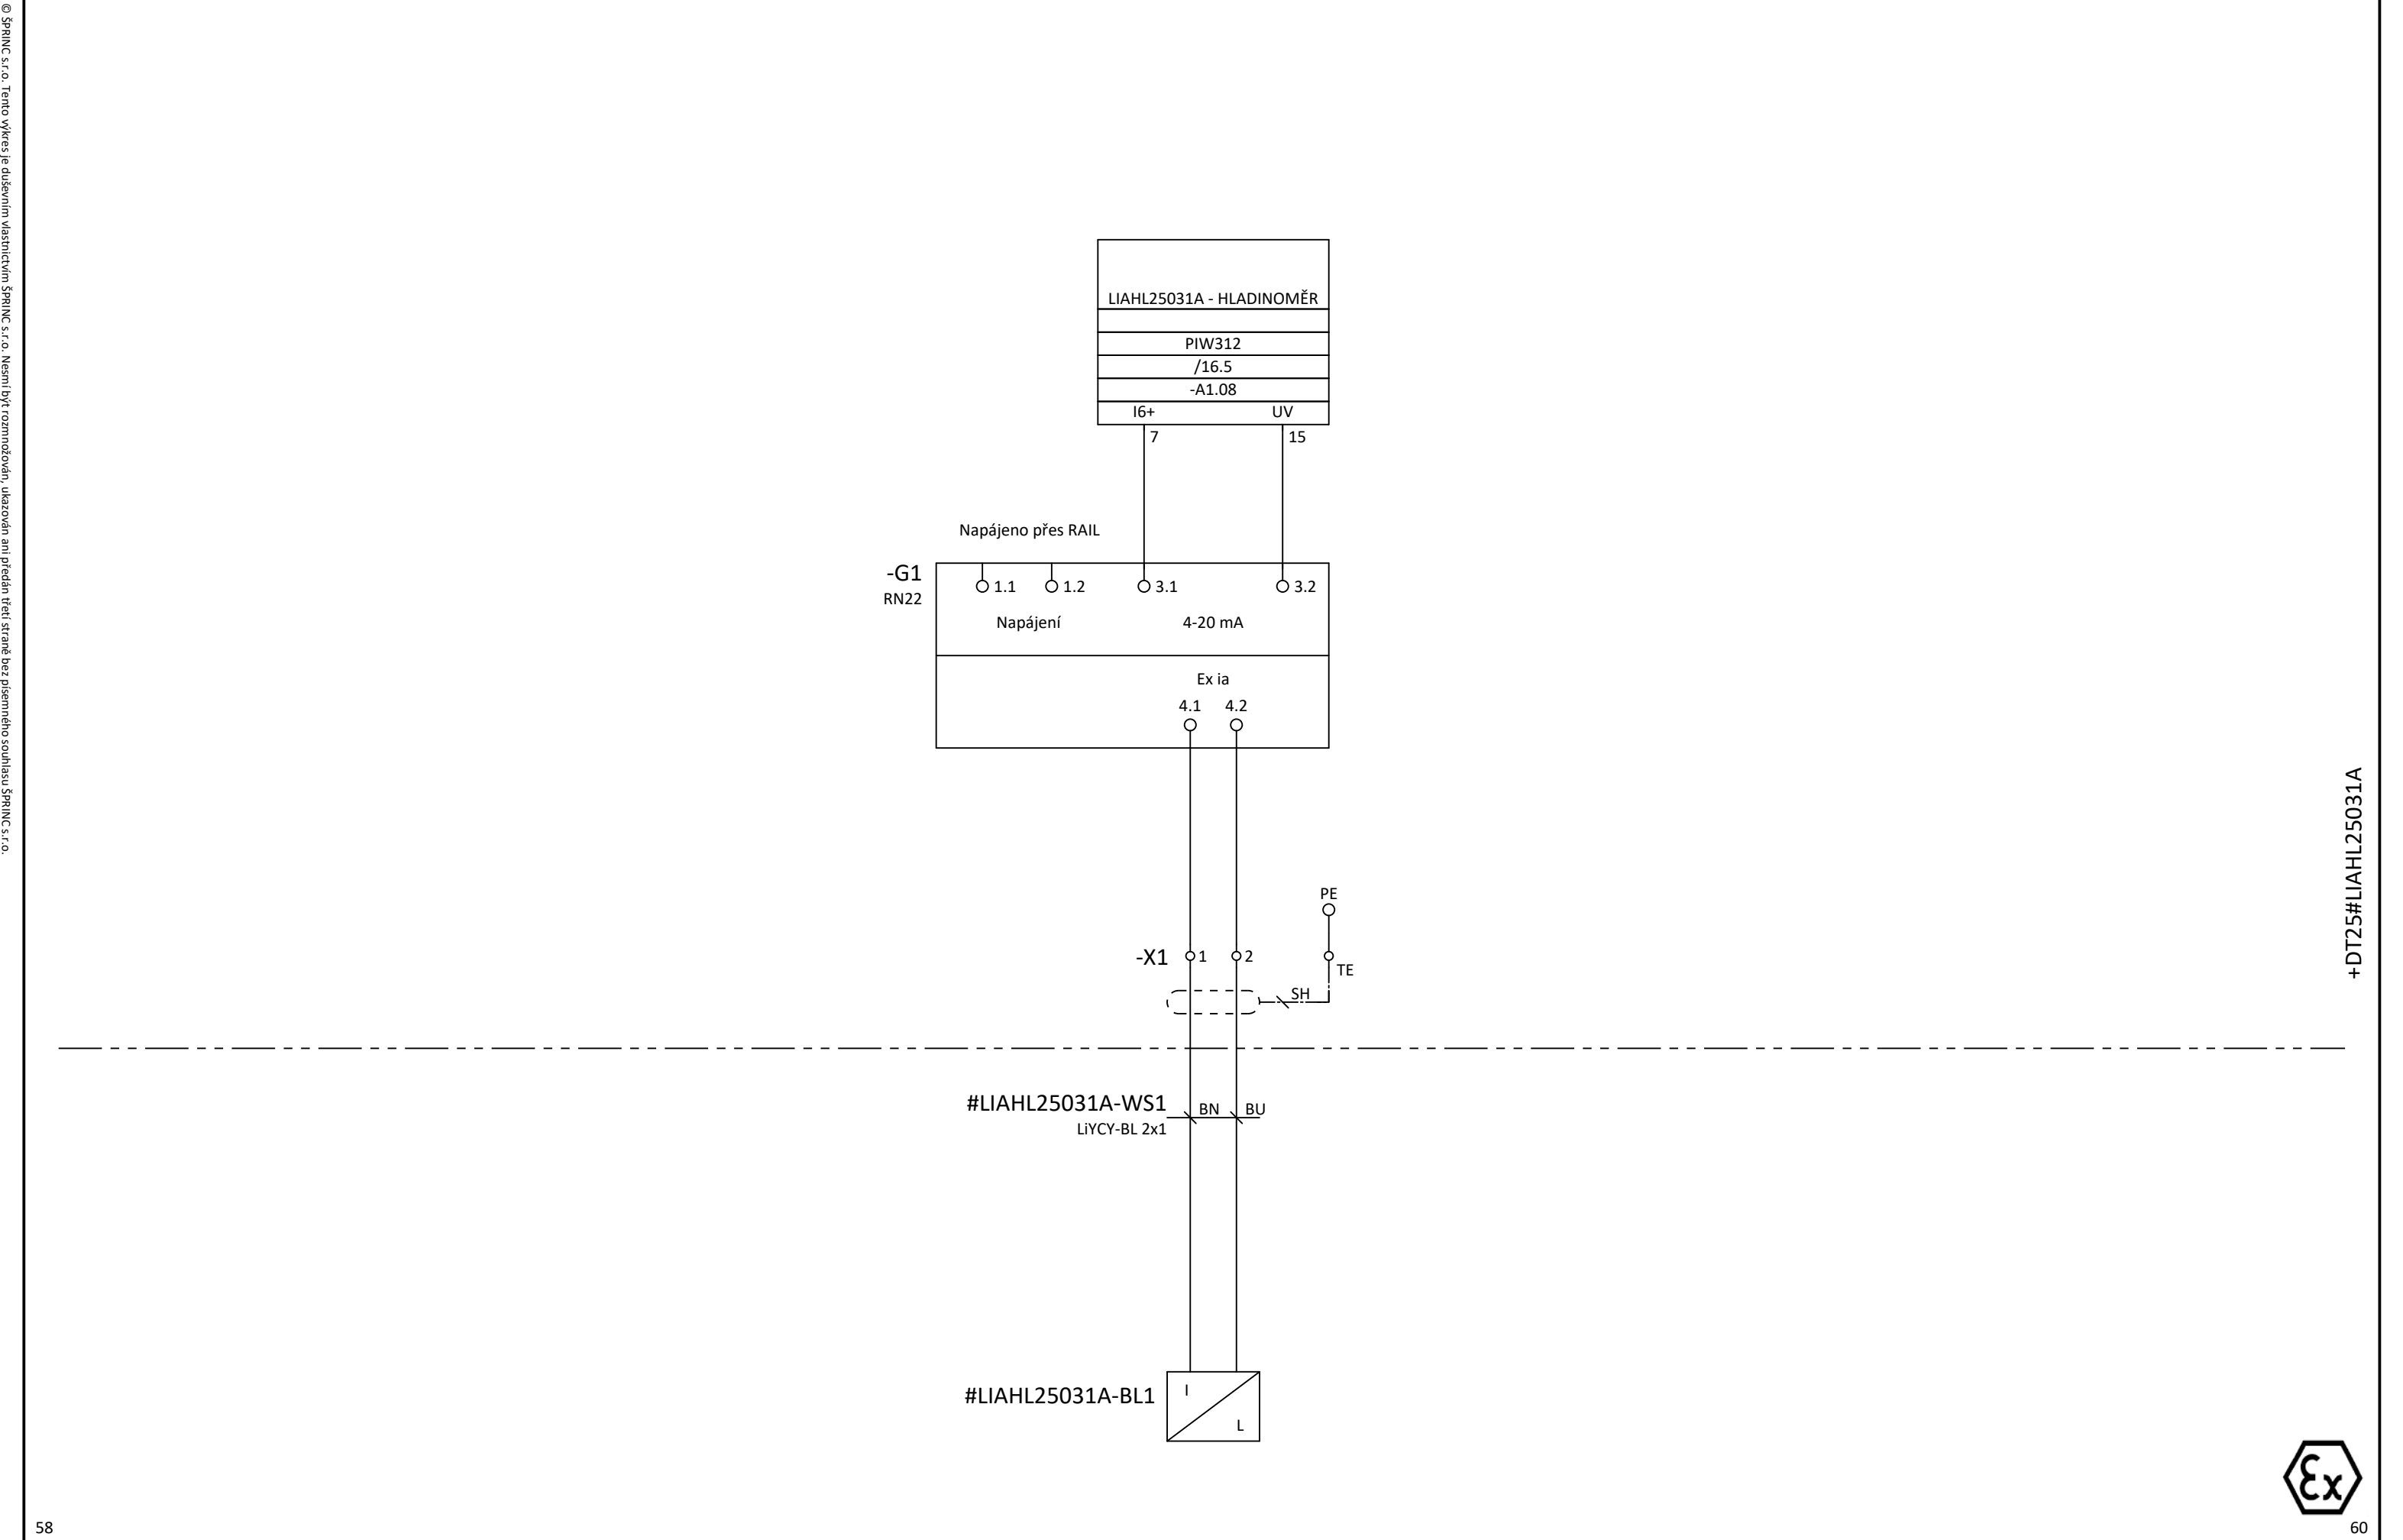 © ŠPRINC s.r.o. Tento výkres je duševním vlastnictvím ŠPRINC s.r.o. Nesmí být rozmnožován, ukazován ani předán třetí straně bez písemného souhlasu ŠPRINC s.r.o.
LIAHL25031A - HLADINOMĚR
PIW312
/16.5
-A1.08
I6+ UV
7 15
Napájeno přes RAIL
-G1
RN22
1.1 1.2 3.1 3.2
Napájení 4-20 mA
Ex ia
4.1 4.2
+DT25#LIAHL25031A
PE
-X1 1 2
TE
SH
#LIAHL25031A-WS1 BN BU
LiYCY-BL 2x1
#LIAHL25031A-BL1
I
L
Ex
58 60